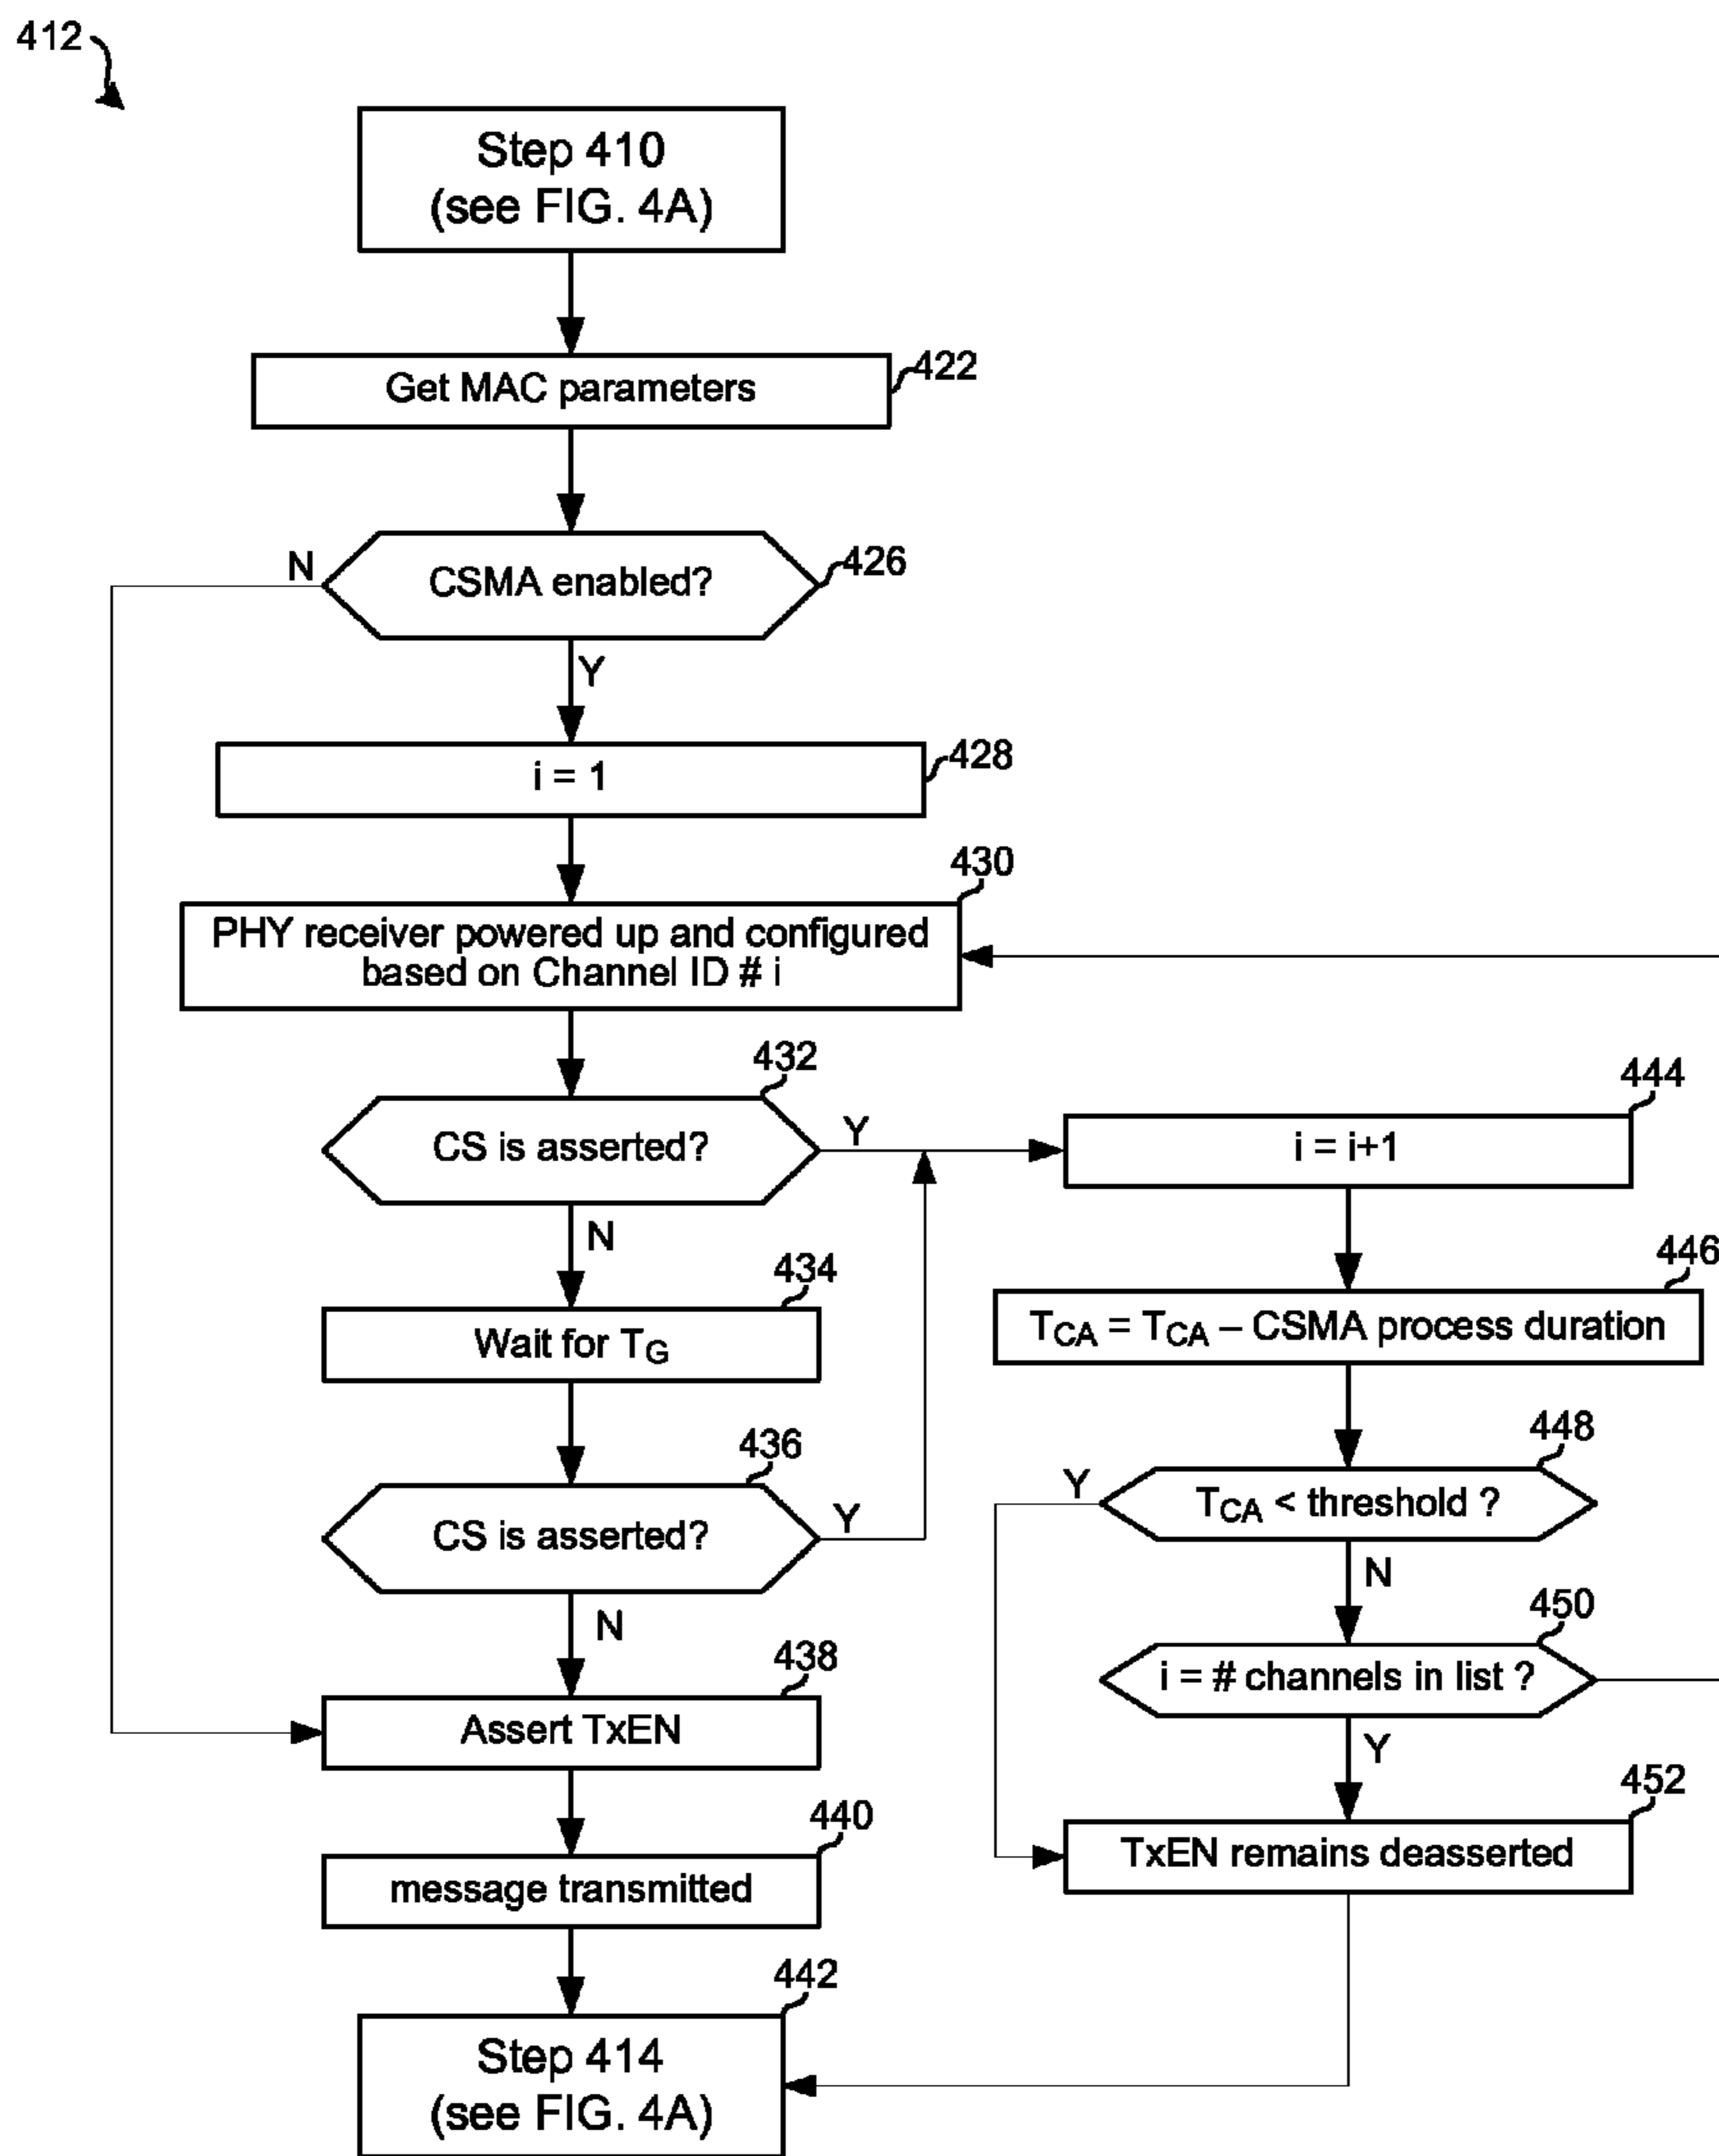 412
Step 410
(see FIG. 4A)
Get MAC parameters
422
CSMA enabled?
426
N
Y
i = 1
428
430
PHY receiver powered up and configured
based on Channel ID # i
432
CS is asserted?
Y
N
444
i = i+1
434
Wait for TG
446
TCA = TCA – CSMA process duration
436
CS is asserted?
Y
N
448
TCA < threshold ?
Y
N
438
Assert TxEN
450
i = # channels in list ?
Y
440
message transmitted
452
TxEN remains deasserted
442
Step 414
(see FIG. 4A)